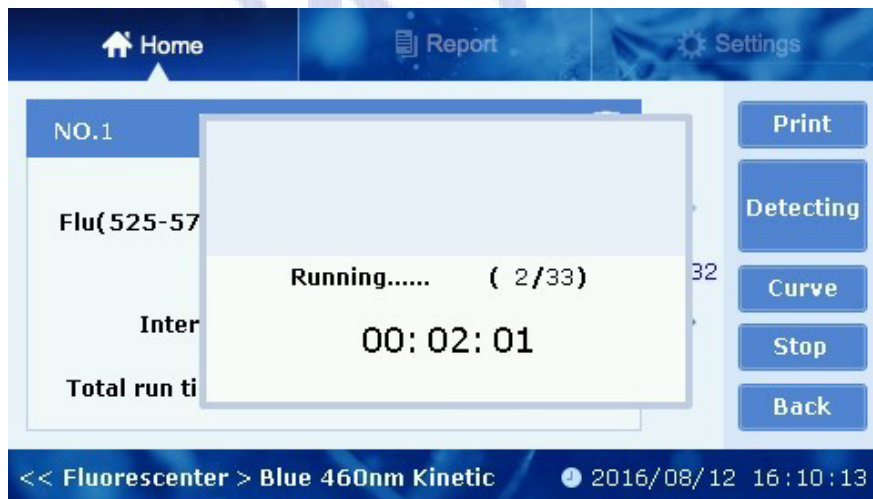 Home
Report
Settings
NO.1
Print
Flu(525-57
Detecting
Running...... ( 2/33)
32
Curve
Inter
00:02:01
Stop
Total run ti
Back
<< Fluorescenter > Blue 460nm Kinetic 2016/08/12 16:10:13